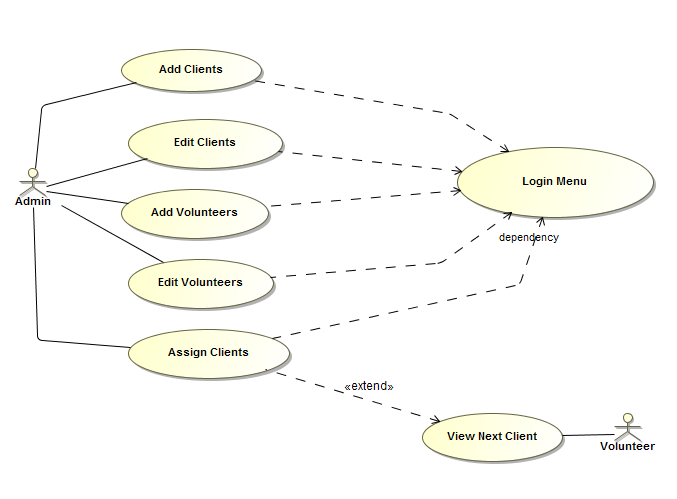 Add Clients
Edit Clients
Login Menu
Admin
Add Volunteers
dependency
Edit Volunteers
Assign Clients
«extend»
View Next Client
Volunteer